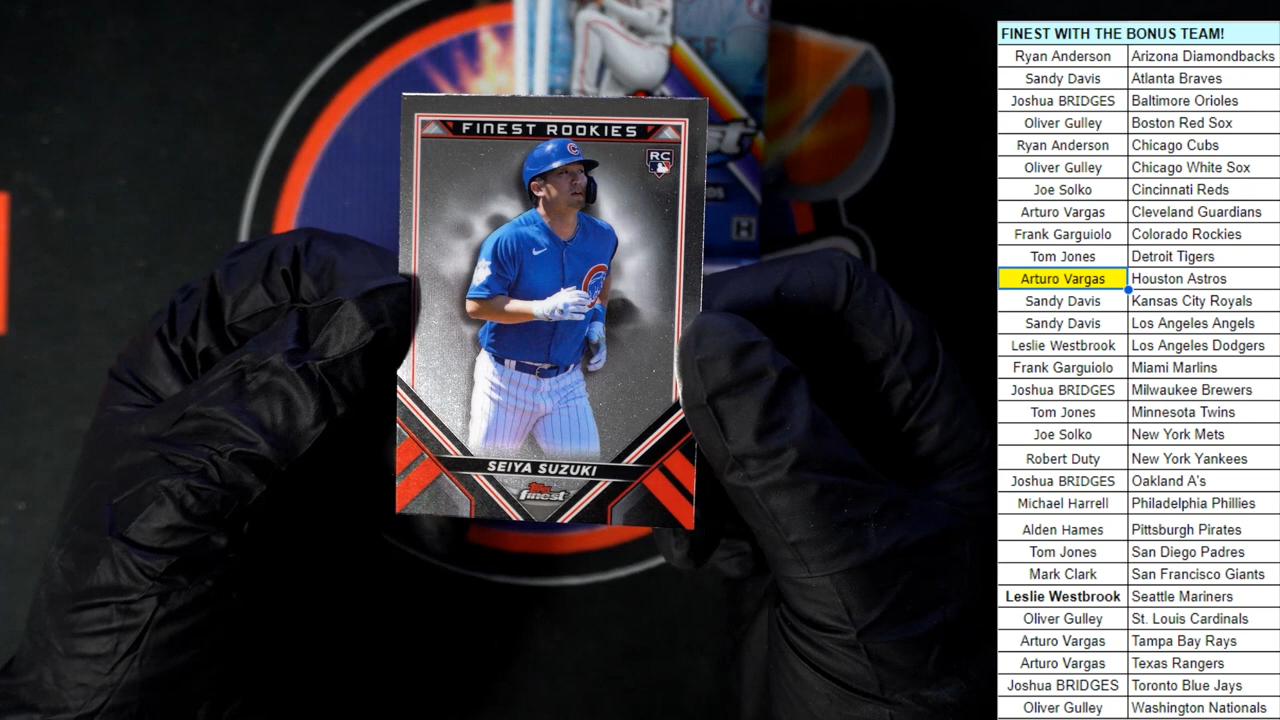 FINEST ROOKIES
RC
SEIYA SUZUKI
topps
finest
H
FINEST WITH THE BONUS TEAM!
Ryan Anderson Arizona Diamondbacks
Sandy Davis Atlanta Braves
Joshua BRIDGES Baltimore Orioles
Oliver Gulley Boston Red Sox
Ryan Anderson Chicago Cubs
Oliver Gulley Chicago White Sox
Joe Solko Cincinnati Reds
Arturo Vargas Cleveland Guardians
Frank Garguiolo Colorado Rockies
Tom Jones Detroit Tigers
Arturo Vargas Houston Astros
Sandy Davis Kansas City Royals
Sandy Davis Los Angeles Angels
Leslie Westbrook Los Angeles Dodgers
Frank Garguiolo Miami Marlins
Joshua BRIDGES Milwaukee Brewers
Tom Jones Minnesota Twins
Joe Solko New York Mets
Robert Duty New York Yankees
Joshua BRIDGES Oakland A's
Michael Harrell Philadelphia Phillies
Alden Hames Pittsburgh Pirates
Tom Jones San Diego Padres
Mark Clark San Francisco Giants
Leslie Westbrook Seattle Mariners
Oliver Gulley St. Louis Cardinals
Arturo Vargas Tampa Bay Rays
Arturo Vargas Texas Rangers
Joshua BRIDGES Toronto Blue Jays
Oliver Gulley Washington Nationals